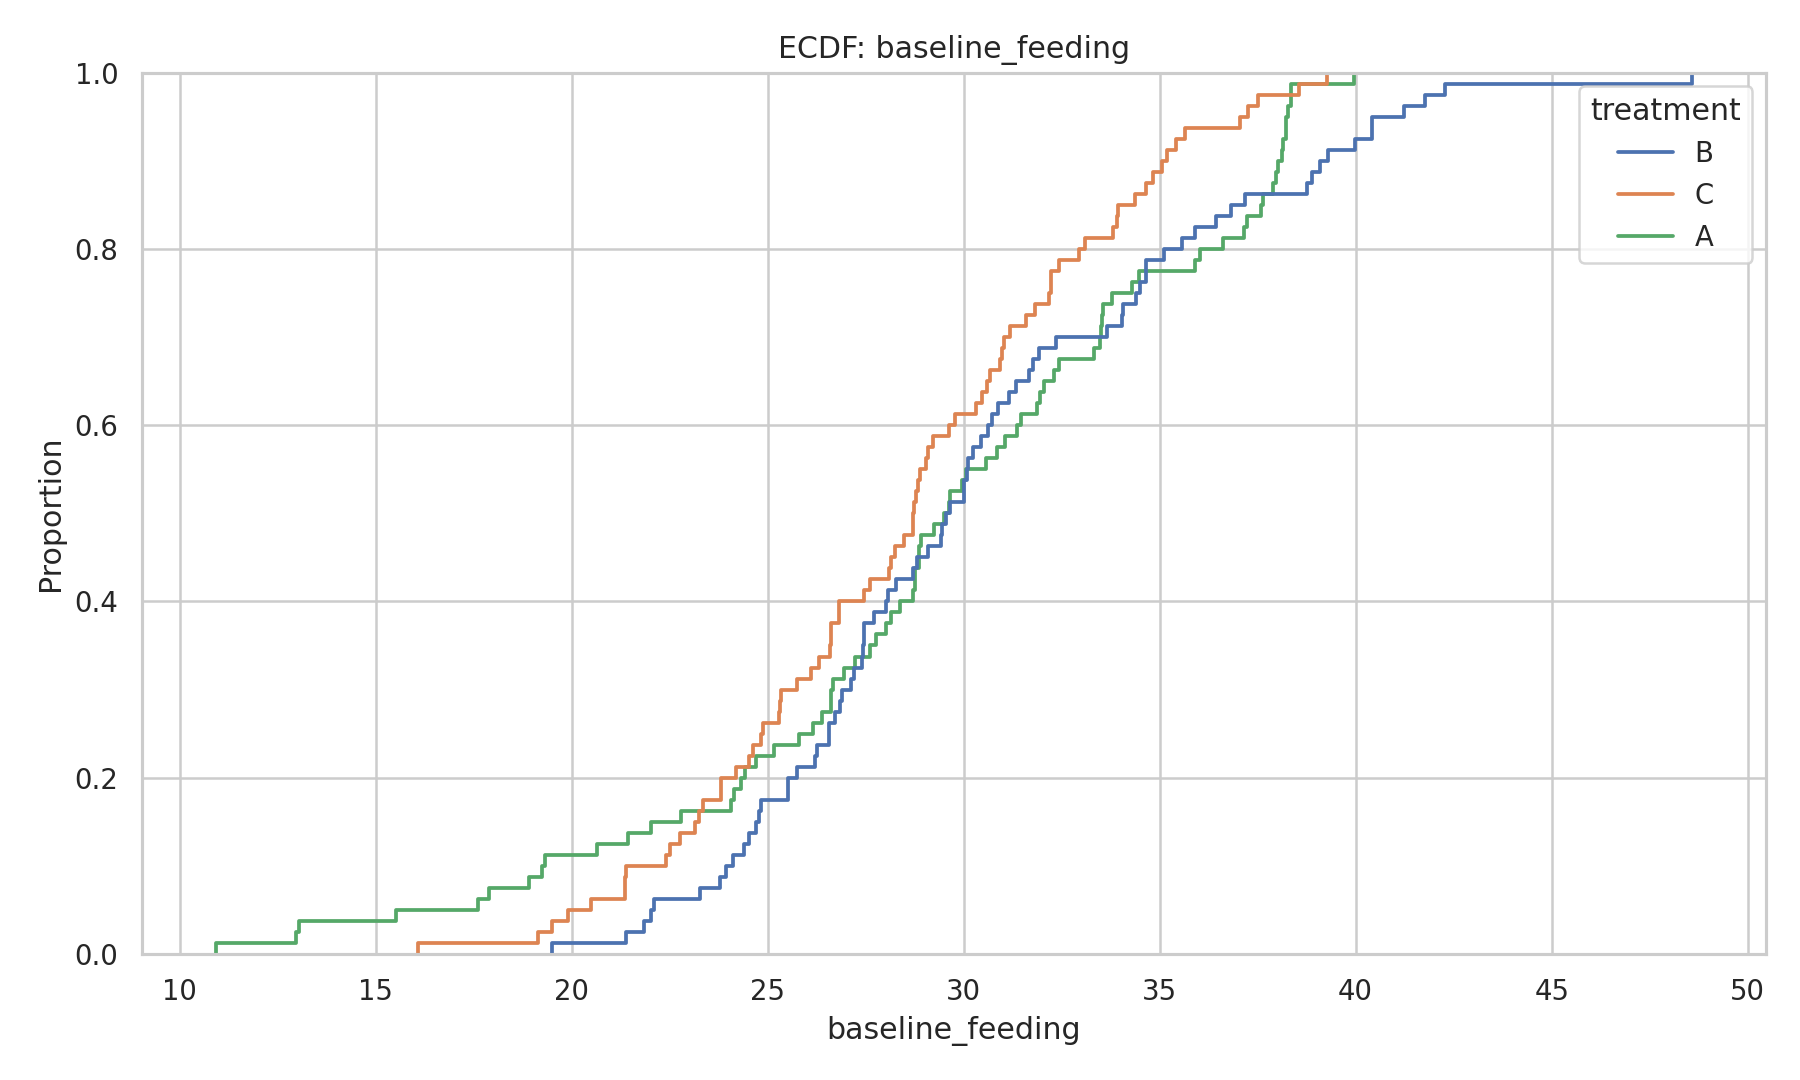 ECDF: baseline_feeding
1.0
0.8
0.6
0.4
0.2
0.0
Proportion
10 15 20 25 30 35 40 45 50
baseline_feeding
treatment
B
C
A